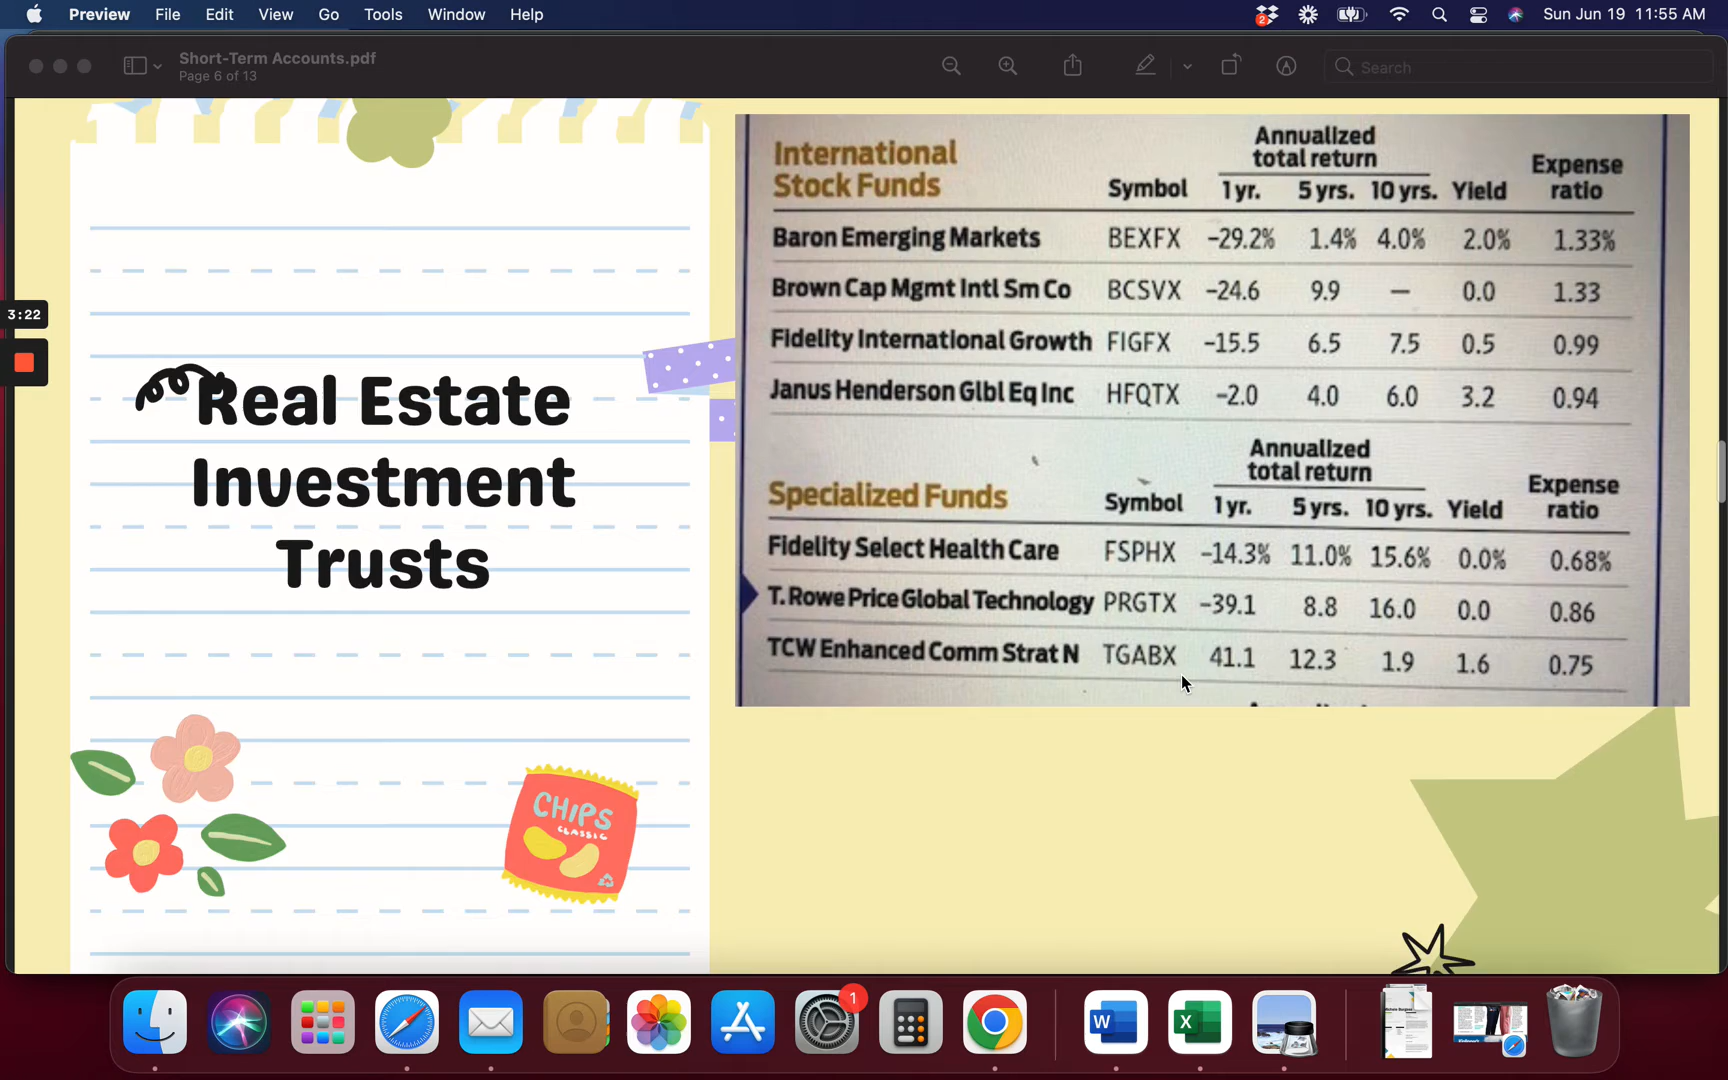 Preview File Edit View Go Tools Window Help
2
Sun Jun 19 11:55 AM
Short-Term Accounts.pdf
Page 6 of 13
Search
3:22
Real Estate
Investment
Trusts
CHIPS
CLASSIC
International
Stock Funds
Annualized
total return
Symbol 1 yr. 5 yrs. 10 yrs. Yield Expense ratio
Baron Emerging Markets BEXFX -29.2% 1.4% 4.0% 2.0% 1.33%
Brown Cap Mgmt Intl Sm Co BCSVX -24.6 9.9 — 0.0 1.33
Fidelity International Growth FIGFX -15.5 6.5 7.5 0.5 0.99
Janus Henderson Glbl Eq Inc HFQTX -2.0 4.0 6.0 3.2 0.94
Annualized
total return
Specialized Funds Symbol 1 yr. 5 yrs. 10 yrs. Yield Expense ratio
Fidelity Select Health Care FSPHX -14.3% 11.0% 15.6% 0.0% 0.68%
T. Rowe Price Global Technology PRGTX -39.1 8.8 16.0 0.0 0.86
TCW Enhanced Comm Strat N TGABX 41.1 12.3 1.9 1.6 0.75
1
W
X